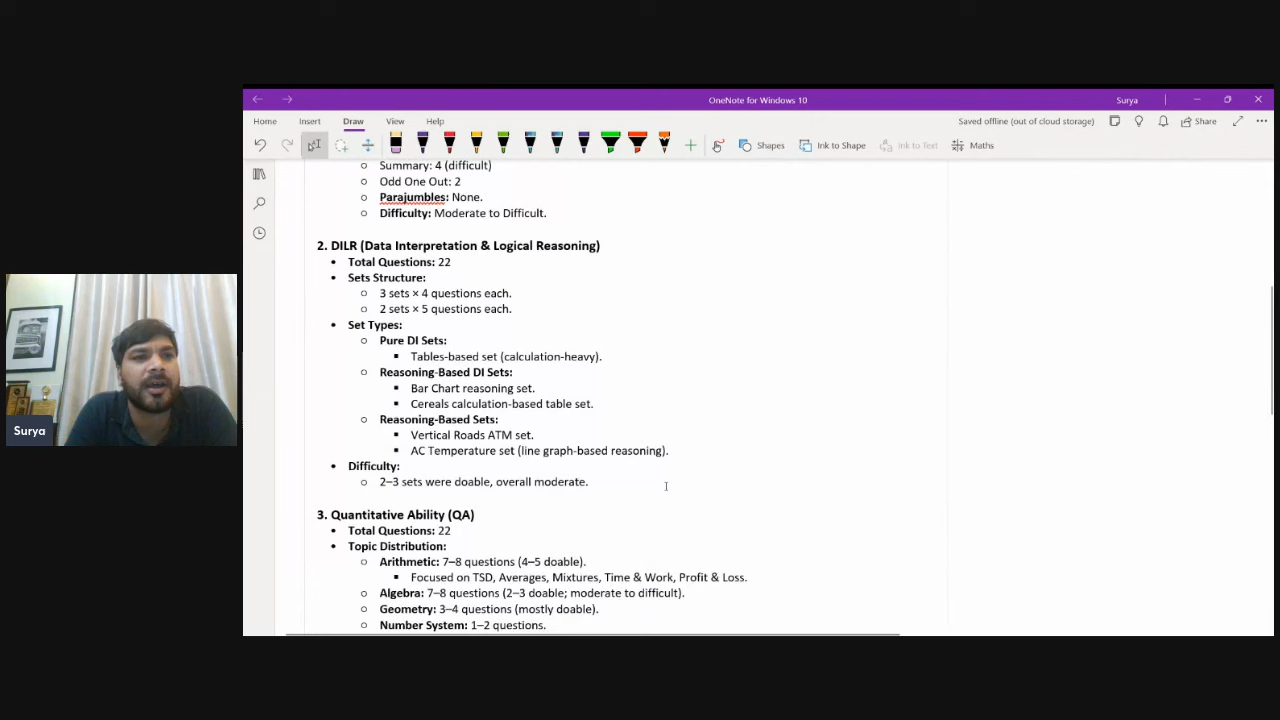 OneNote for Windows 10
Surya
Home Insert Draw View Help
Saved offline (out of cloud storage)
Share
Shapes
Ink to Shape
Ink to Text
Maths
○ Summary: 4 (difficult)
○ Odd One Out: 2
○ Parajumbles: None.
○ Difficulty: Moderate to Difficult.
2. DILR (Data Interpretation & Logical Reasoning)
• Total Questions: 22
• Sets Structure:
○ 3 sets × 4 questions each.
○ 2 sets × 5 questions each.
• Set Types:
○ Pure DI Sets:
▪ Tables-based set (calculation-heavy).
○ Reasoning-Based DI Sets:
▪ Bar Chart reasoning set.
▪ Cereals calculation-based table set.
○ Reasoning-Based Sets:
▪ Vertical Roads ATM set.
▪ AC Temperature set (line graph-based reasoning).
• Difficulty:
○ 2–3 sets were doable, overall moderate.
3. Quantitative Ability (QA)
• Total Questions: 22
• Topic Distribution:
○ Arithmetic: 7–8 questions (4–5 doable).
▪ Focused on TSD, Averages, Mixtures, Time & Work, Profit & Loss.
○ Algebra: 7–8 questions (2–3 doable; moderate to difficult).
○ Geometry: 3–4 questions (mostly doable).
○ Number System: 1–2 questions.
Surya